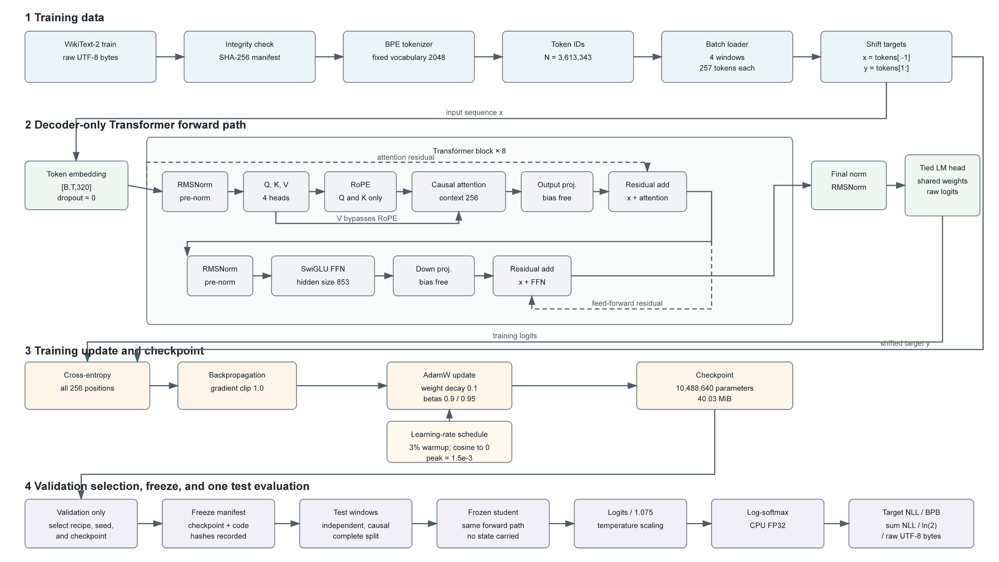 1 Training data
WikiText-2 train
raw UTF-8 bytes
Integrity check
SHA-256 manifest
BPE tokenizer
fixed vocabulary 2048
Token IDs
N = 3,613,343
Batch loader
4 windows
257 tokens each
Shift targets
x = tokens[:-1]
y = tokens[1:]
input sequence x
2 Decoder-only Transformer forward path
Transformer block × 8
attention residual
Token embedding
[B,T,320]
dropout = 0
RMSNorm
pre-norm
Q, K, V
4 heads
RoPE
Q and K only
Causal attention
context 256
Output proj.
bias free
Residual add
x + attention
Final norm
RMSNorm
Tied LM head
shared weights
raw logits
V bypasses RoPE
RMSNorm
pre-norm
SwiGLU FFN
hidden size 853
Down proj.
bias free
Residual add
x + FFN
feed-forward residual
training logits
shifted target y
3 Training update and checkpoint
Cross-entropy
all 256 positions
Backpropagation
gradient clip 1.0
AdamW update
weight decay 0.1
betas 0.9 / 0.95
Checkpoint
10,488,640 parameters
40.03 MiB
Learning-rate schedule
3% warmup; cosine to 0
peak = 1.5e-3
4 Validation selection, freeze, and one test evaluation
Validation only
select recipe, seed,
and checkpoint
Freeze manifest
checkpoint + code
hashes recorded
Test windows
independent, causal
complete split
Frozen student
same forward path
no state carried
Logits / 1.075
temperature scaling
Log-softmax
CPU FP32
Target NLL / BPB
sum NLL / ln(2)
/ raw UTF-8 bytes